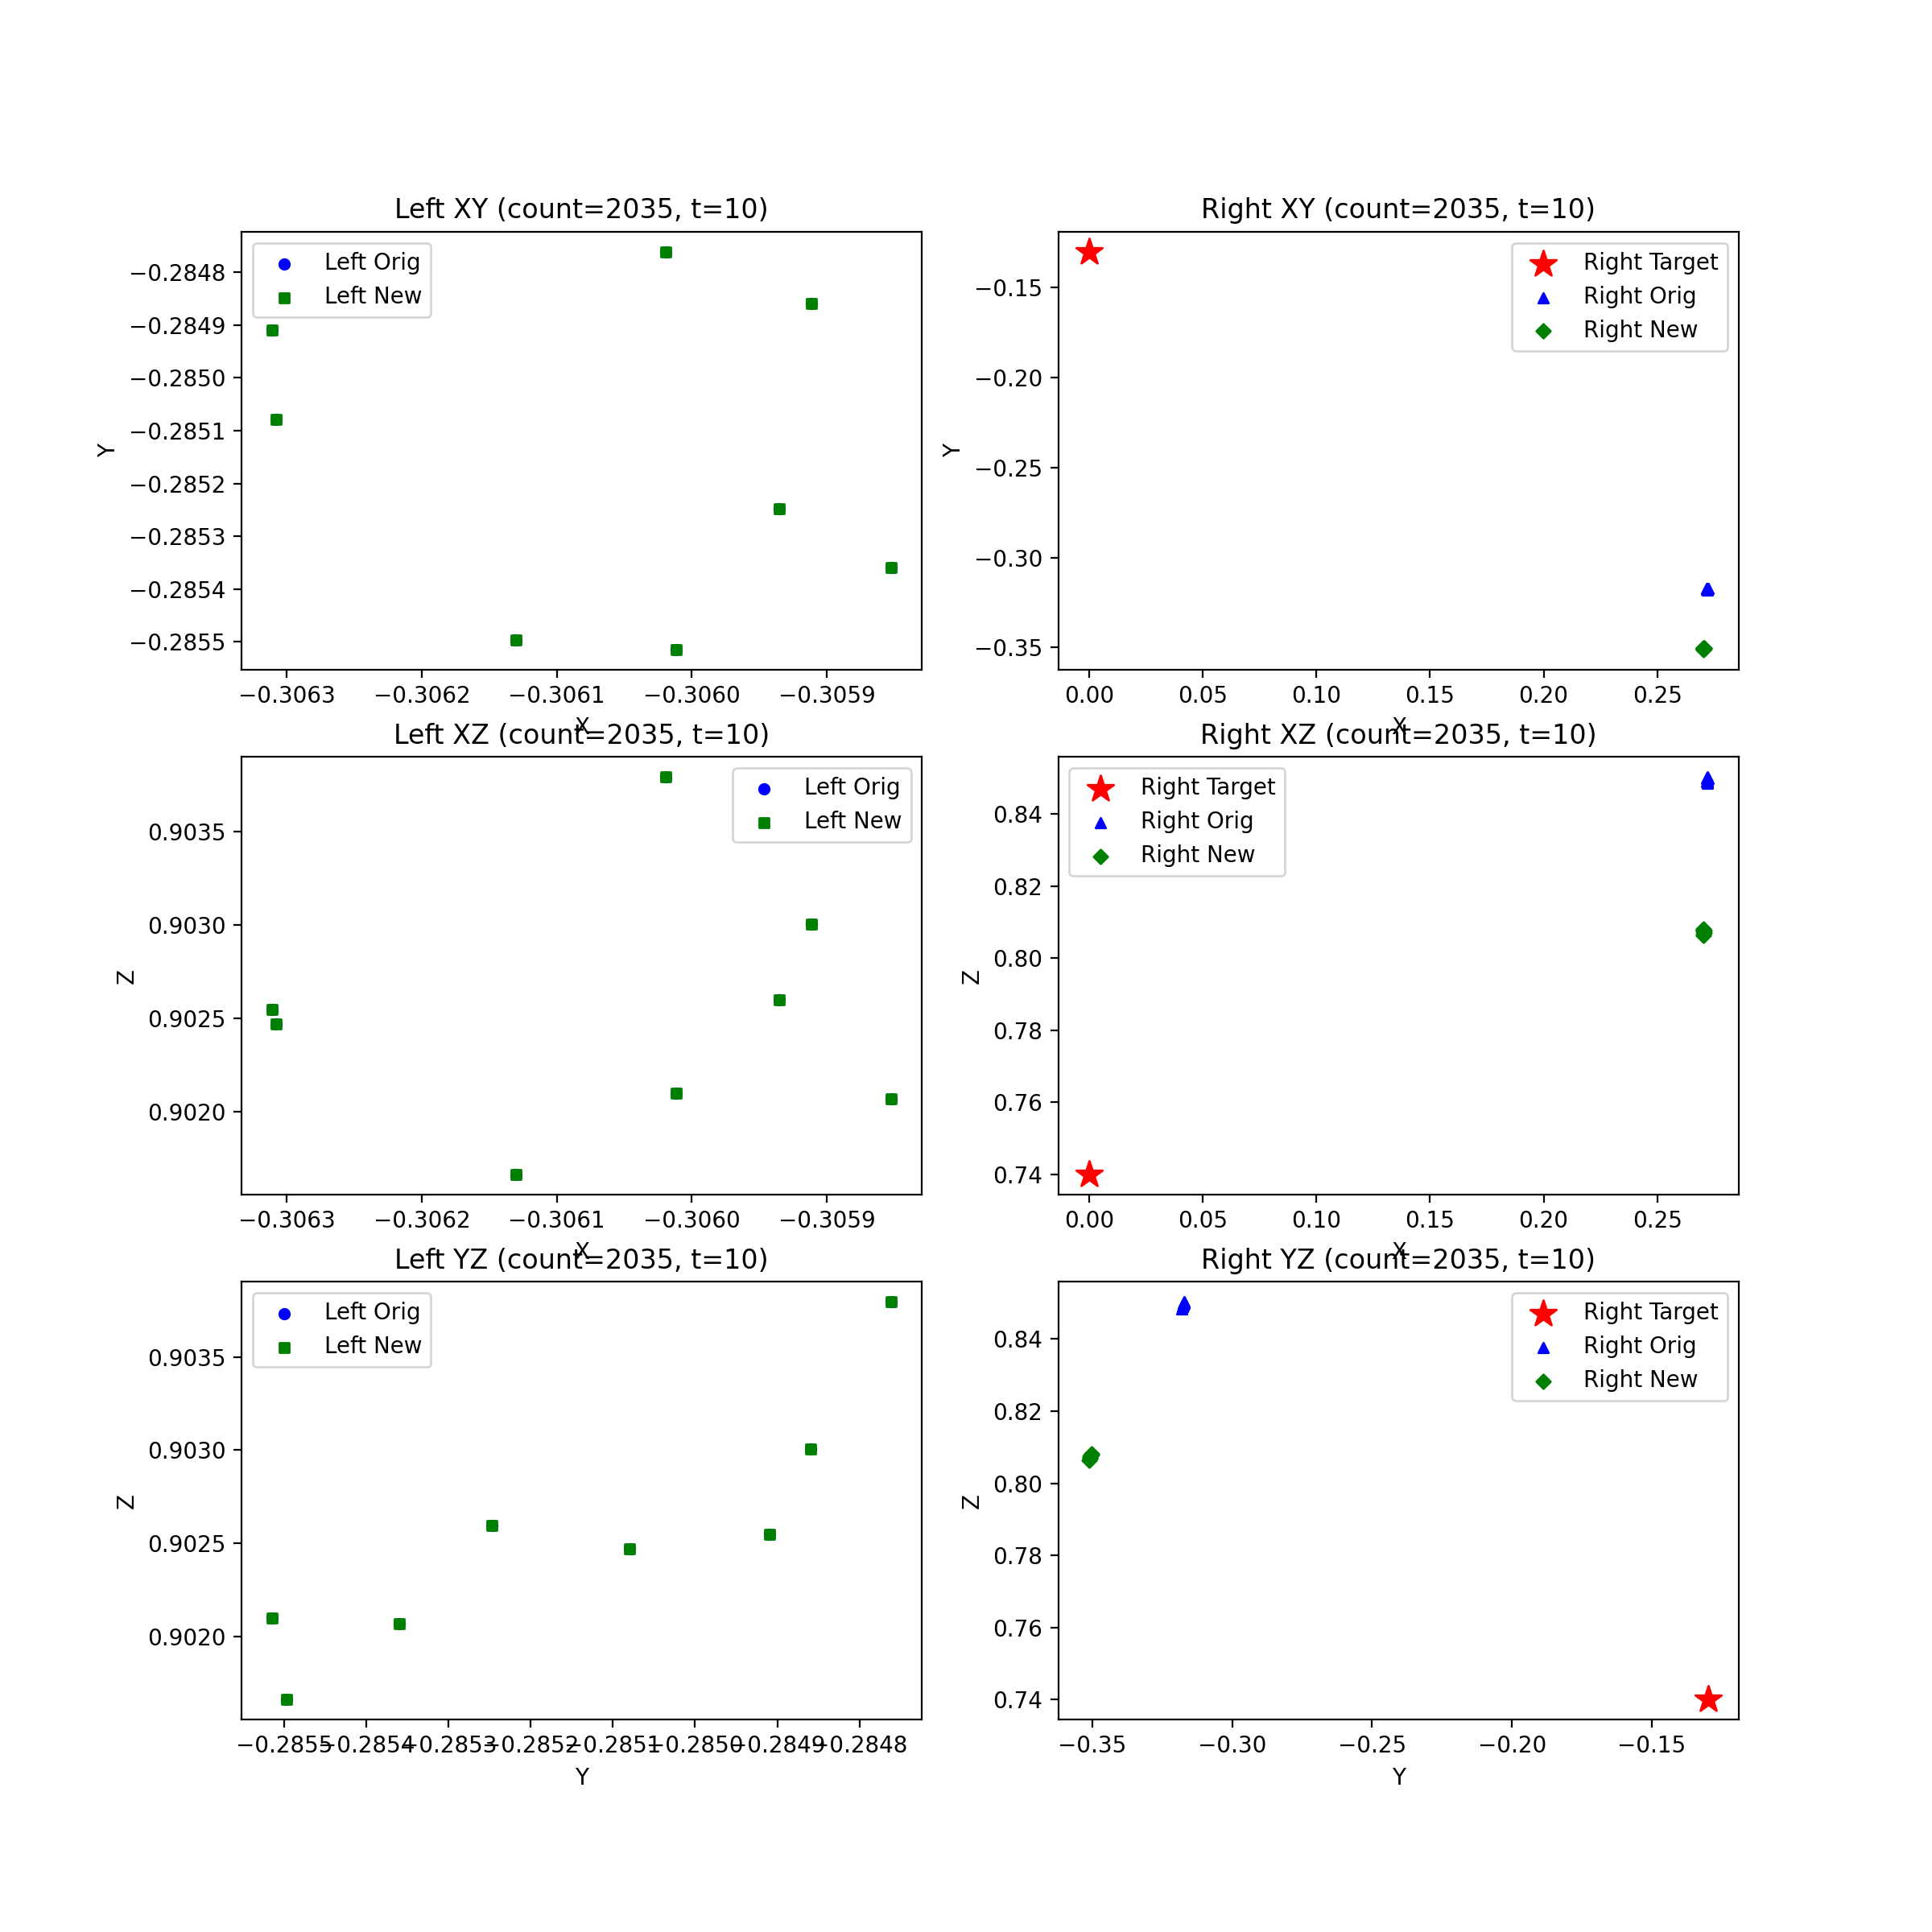 Left XY (count=2035, t=10)
Left Orig
Left New
−0.2848
−0.2849
−0.2850
−0.2851
−0.2852
−0.2853
−0.2854
−0.2855
Y
−0.3063 −0.3062 −0.3061 −0.3060 −0.3059
X
Right XY (count=2035, t=10)
Right Target
Right Orig
Right New
−0.15
−0.20
−0.25
−0.30
−0.35
Y
0.00 0.05 0.10 0.15 0.20 0.25
X
Left XZ (count=2035, t=10)
Left Orig
Left New
0.9035
0.9030
0.9025
0.9020
Z
−0.3063 −0.3062 −0.3061 −0.3060 −0.3059
X
Right XZ (count=2035, t=10)
Right Target
Right Orig
Right New
0.84
0.82
0.80
0.78
0.76
0.74
Z
0.00 0.05 0.10 0.15 0.20 0.25
X
Left YZ (count=2035, t=10)
Left Orig
Left New
0.9035
0.9030
0.9025
0.9020
Z
−0.2855 −0.2854 −0.2853 −0.2852 −0.2851 −0.2850 −0.2849 −0.2848
Y
Right YZ (count=2035, t=10)
Right Target
Right Orig
Right New
0.84
0.82
0.80
0.78
0.76
0.74
Z
−0.35 −0.30 −0.25 −0.20 −0.15
Y